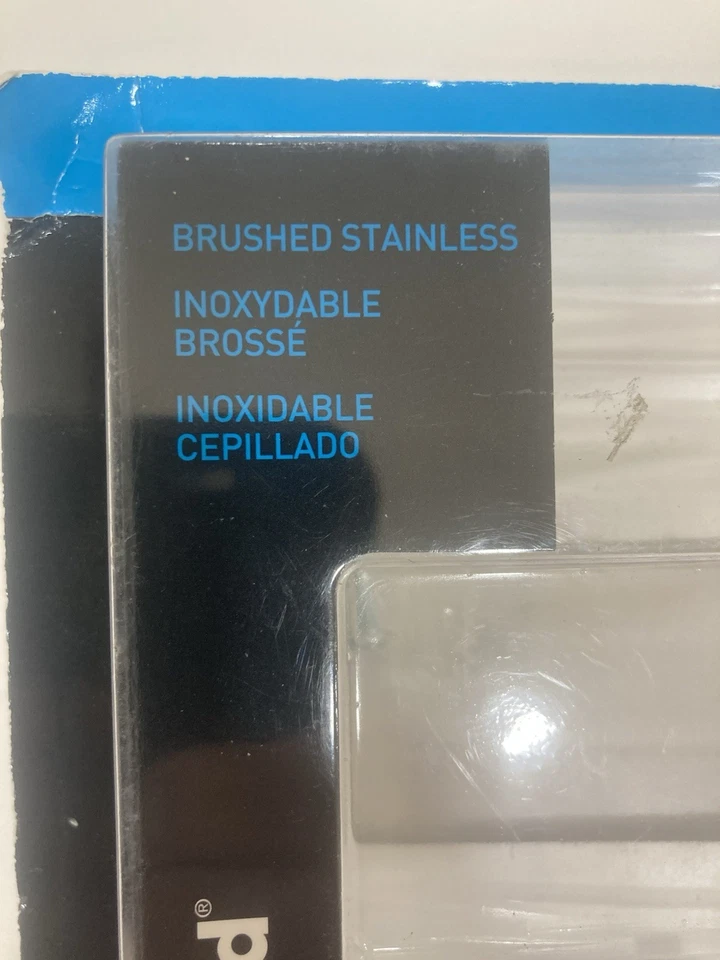 BRUSHED STAINLESS
INOXYDABLE
BROSSÉ
INOXIDABLE
CEPILLADO
d®